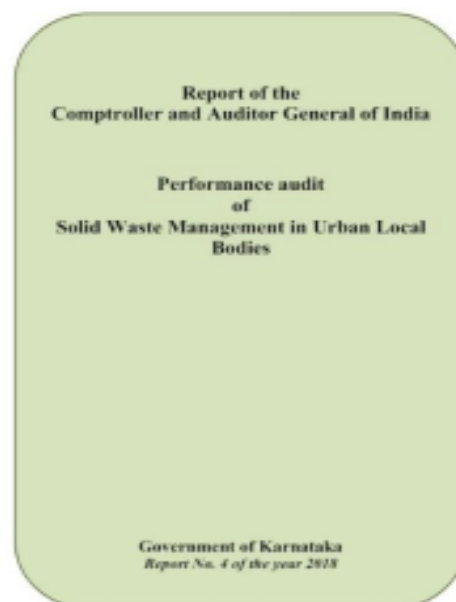 Report of the
Comptroller and Auditor General of India
Performance audit
of
Solid Waste Management in Urban Local
Bodies
Government of Karnataka
Report No. 4 of the year 2018